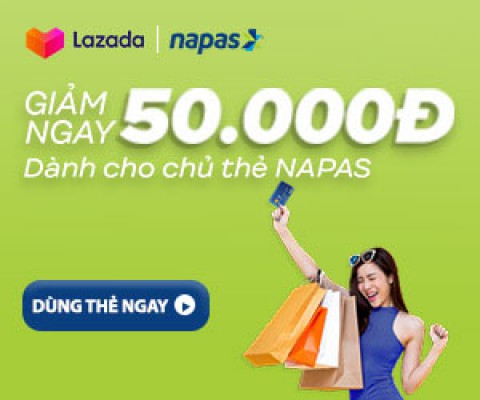 Lazada | napas
GIẢM
NGAY 50.000Đ
Dành cho chủ thẻ NAPAS
DÙNG THẺ NGAY